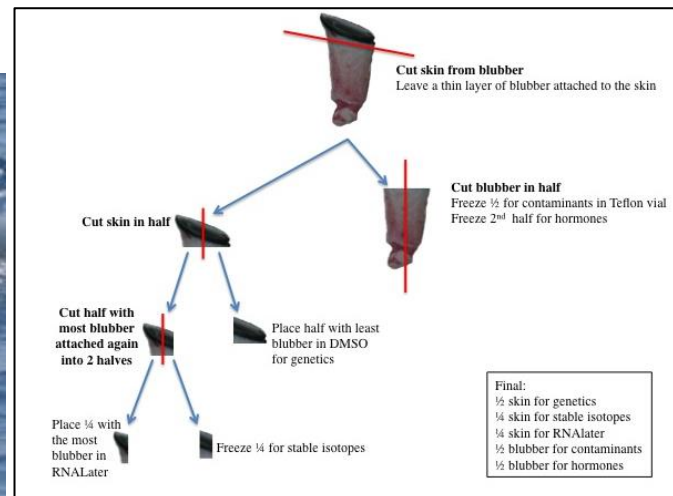 Cut skin from blubber
Leave a thin layer of blubber attached to the skin
Cut blubber in half
Freeze ½ for contaminants in Teflon vial
Freeze 2nd half for hormones
Cut skin in half
Cut half with
most blubber
attached again
into 2 halves
Place half with least
blubber in DMSO
for genetics
Place ¼ with
the most
blubber in
RNALater
Freeze ¼ for stable isotopes
Final:
½ skin for genetics
¼ skin for stable isotopes
¼ skin for RNAlater
½ blubber for contaminants
½ blubber for hormones